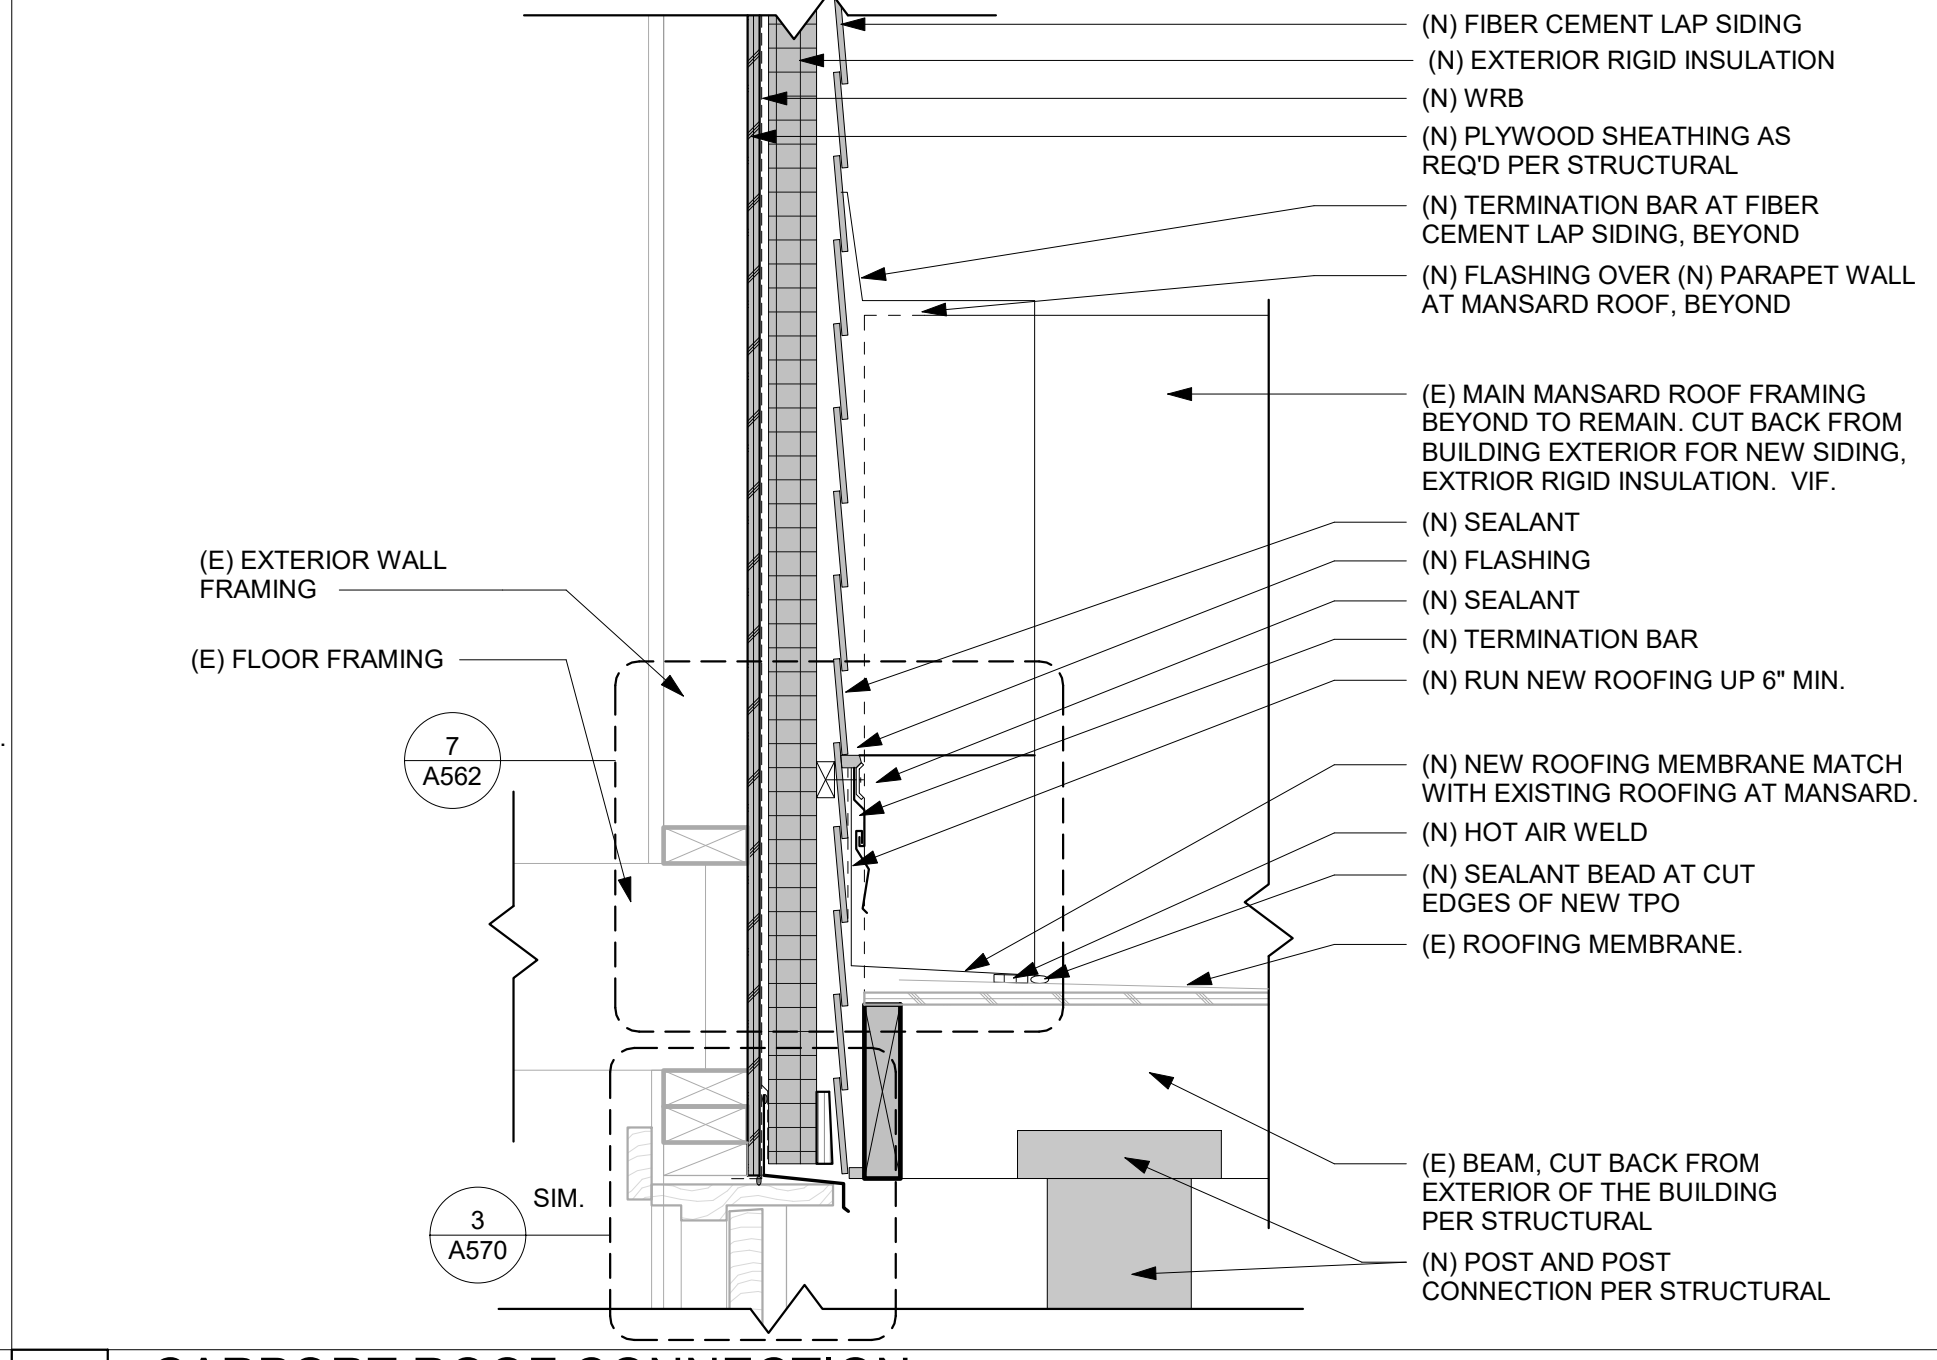 (N) FIBER CEMENT LAP SIDING
(N) EXTERIOR RIGID INSULATION
(N) WRB
(N) PLYWOOD SHEATHING AS
REQ'D PER STRUCTURAL
(N) TERMINATION BAR AT FIBER
CEMENT LAP SIDING, BEYOND
(N) FLASHING OVER (N) PARAPET WALL
AT MANSARD ROOF, BEYOND
(E) MAIN MANSARD ROOF FRAMING
BEYOND TO REMAIN. CUT BACK FROM
BUILDING EXTERIOR FOR NEW SIDING,
EXTRIOR RIGID INSULATION.  VIF.
(N) SEALANT
(N) FLASHING
(N) SEALANT
(N) TERMINATION BAR
(N) RUN NEW ROOFING UP 6" MIN.
(N) NEW ROOFING MEMBRANE MATCH
WITH EXISTING ROOFING AT MANSARD.
(N) HOT AIR WELD
(N) SEALANT BEAD AT CUT
EDGES OF NEW TPO
(E) ROOFING MEMBRANE.
(E) BEAM, CUT BACK FROM
EXTERIOR OF THE BUILDING
PER STRUCTURAL
(N) POST AND POST
CONNECTION PER STRUCTURAL
(E) EXTERIOR WALL
FRAMING
(E) FLOOR FRAMING
7
A562
SIM.
3
A570
CARPORT ROOF CONNECTION